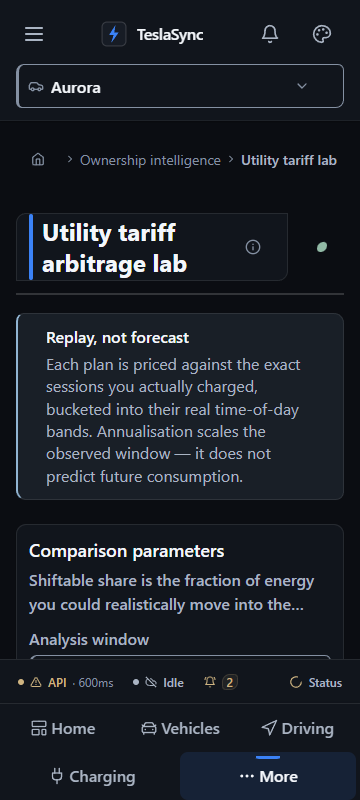 TeslaSync
Aurora
Ownership intelligence
Utility tariff lab
Utility tariff
arbitrage lab
Replay, not forecast
Each plan is priced against the exact
sessions you actually charged,
bucketed into their real time-of-day
bands. Annualisation scales the
observed window — it does not
predict future consumption.
Comparison parameters
Shiftable share is the fraction of energy
you could realistically move into the…
Analysis window
API · 600ms
Idle
2
Status
Home
Vehicles
Driving
Charging
More